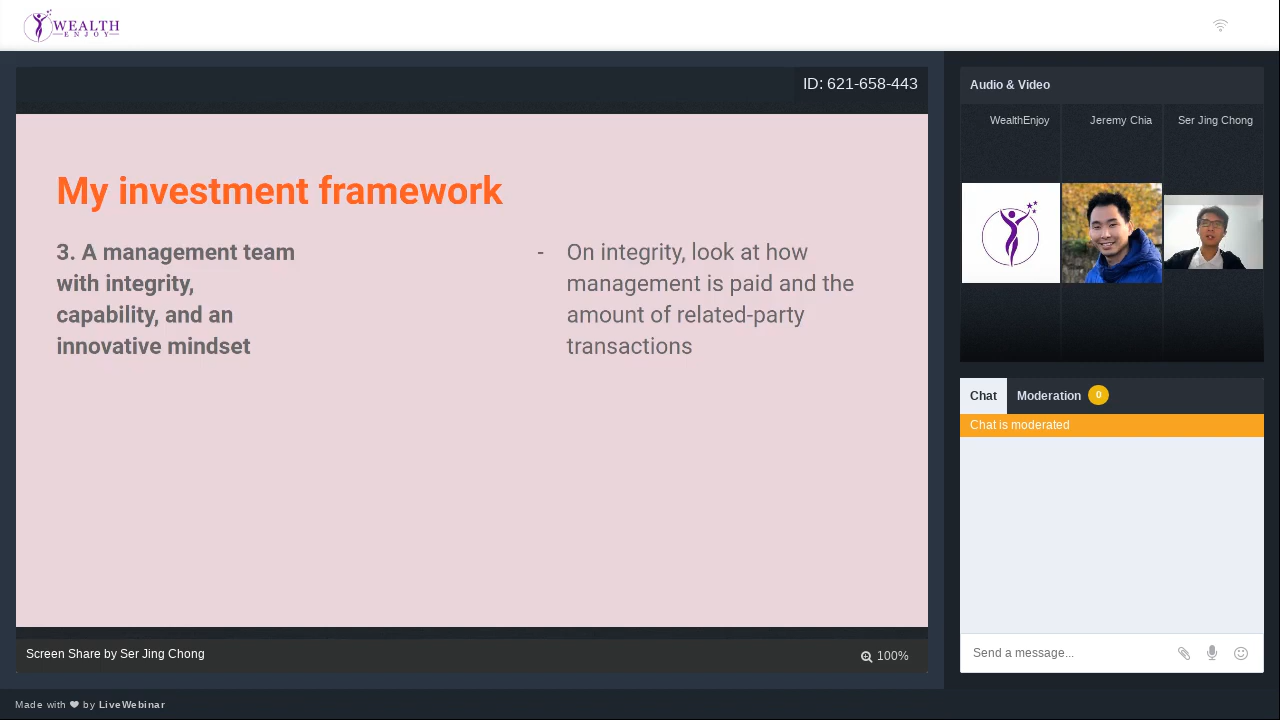 WEALTH
ENJOY
ID: 621-658-443
My investment framework
3. A management team
with integrity,
capability, and an
innovative mindset
- On integrity, look at how
management is paid and the
amount of related-party
transactions
Screen Share by Ser Jing Chong
100%
Audio & Video
WealthEnjoy
Jeremy Chia
Ser Jing Chong
Chat
Moderation 0
Chat is moderated
Send a message...
Made with ❤ by LiveWebinar